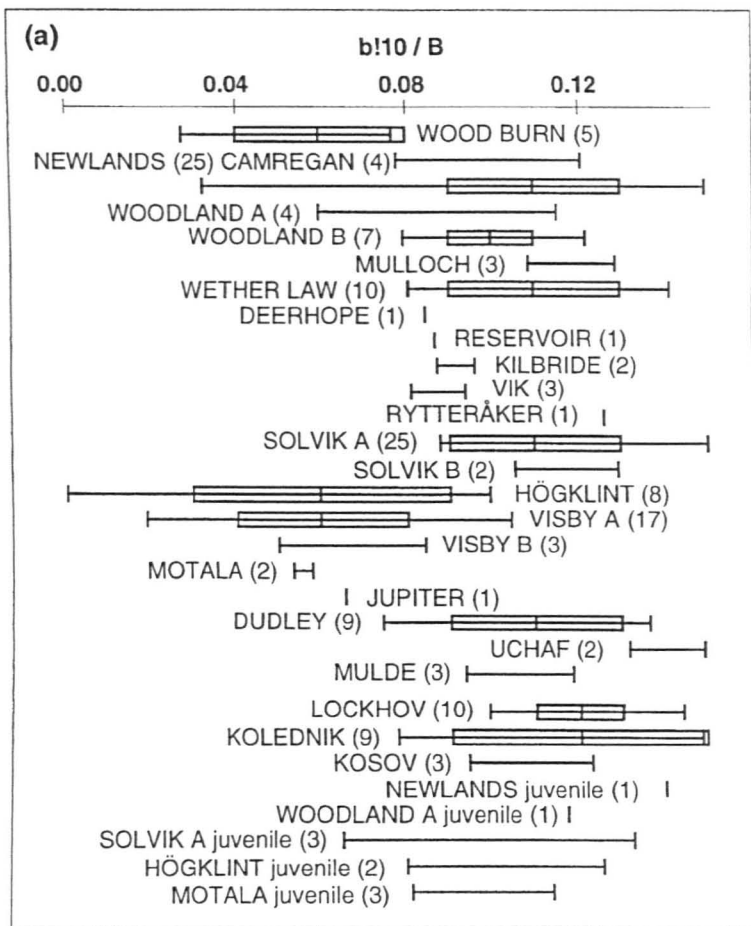 (a)
b!10 / B
0.00 0.04 0.08 0.12
WOOD BURN (5)
NEWLANDS (25) CAMREGAN (4)
WOODLAND A (4)
WOODLAND B (7)
MULLOCH (3)
WETHER LAW (10)
DEERHOPE (1)
RESERVOIR (1)
KILBRIDE (2)
VIK (3)
RYTTERÅKER (1)
SOLVIK A (25)
SOLVIK B (2)
HÖGKLINT (8)
VISBY A (17)
VISBY B (3)
MOTALA (2)
JUPITER (1)
DUDLEY (9)
UCHAF (2)
MULDE (3)
LOCKHOV (10)
KOLEDNIK (9)
KOSOV (3)
NEWLANDS juvenile (1)
WOODLAND A juvenile (1)
SOLVIK A juvenile (3)
HÖGKLINT juvenile (2)
MOTALA juvenile (3)